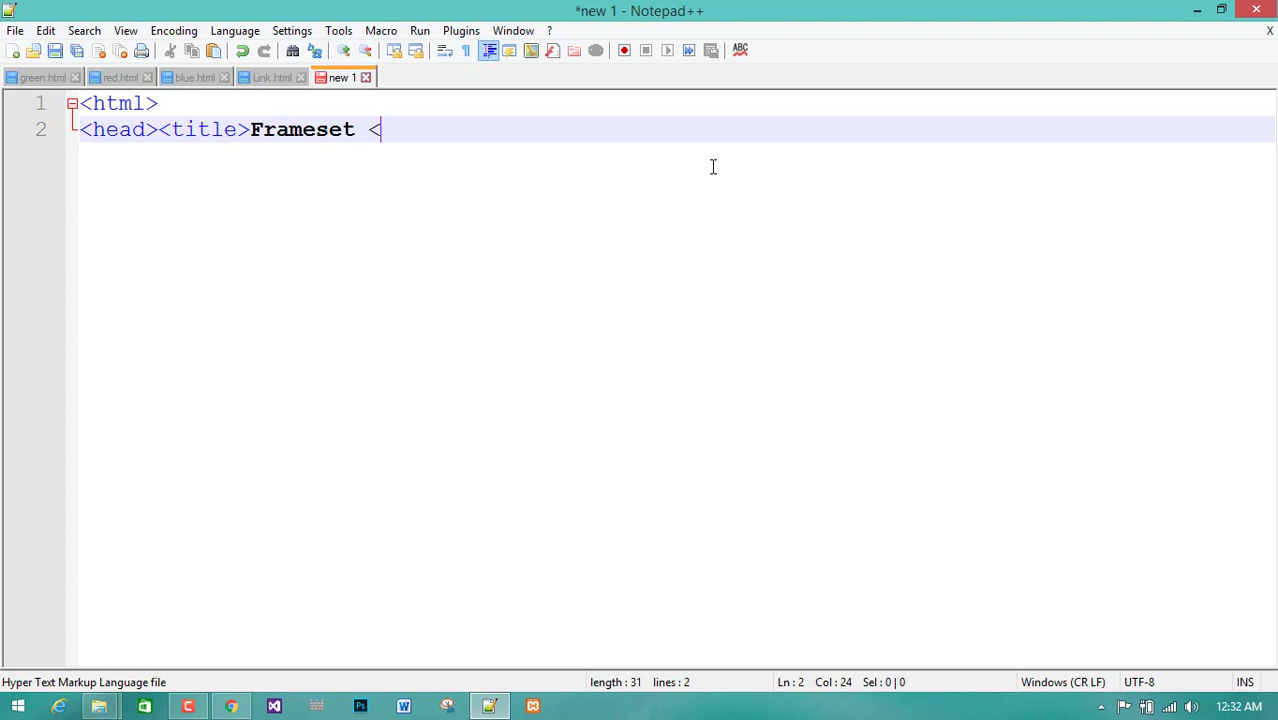 *new 1 - Notepad++
File Edit Search View Encoding Language Settings Tools Macro Run Plugins Window ? X
ABC
green.html red.html blue.html Link.html new 1
1 <html>
2 <head><title>Frameset <
Hyper Text Markup Language file length : 31 lines : 2 Ln : 2 Col : 24 Sel : 0 | 0 Windows (CR LF) UTF-8 INS
12:32 AM